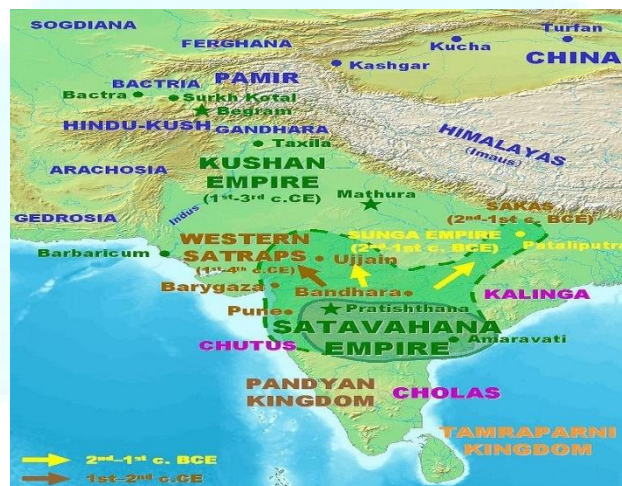 SOGDIANA
Turfan
FERGHANA
Kucha
CHINA
Kashgar
PAMIR
BACTRIA
Bactra
Surkh Kotal
Begram
HINDU-KUSH
GANDHARA
Taxila
HIMALAYAS
(Imaus)
ARACHOSIA
KUSHAN
EMPIRE
(1st-3rd c.CE)
Mathura
SAKAS
(2nd-1st c. BCE)
GEDROSIA
Indus
SUNGA EMPIRE
(2nd-1st c. BCE)
Pataliputra
WESTERN
SATRAPS
(1st-4th c.CE)
Ujjain
Barbaricum
Barygaza
Bandhara
KALINGA
Pratishthana
Pune
SATAVAHANA
EMPIRE
Amaravati
CHUTUS
PANDYAN
KINGDOM
CHOLAS
TAMRAPARNI
KINGDOM
2nd–1st c. BCE
1st–2nd c.CE